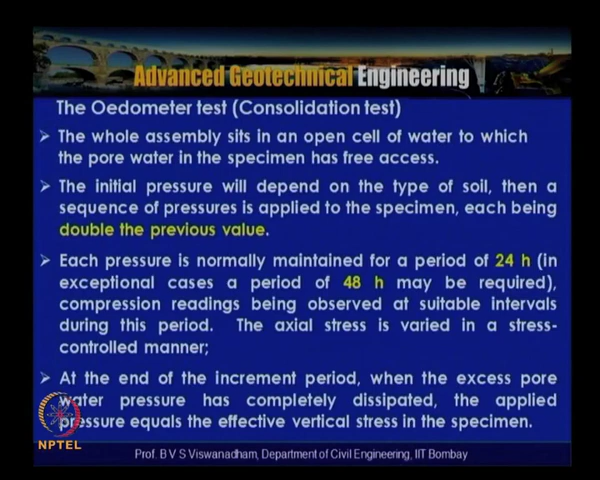 Advanced Geotechnical Engineering
The Oedometer test (Consolidation test)
➤ The whole assembly sits in an open cell of water to which
the pore water in the specimen has free access.
➤ The initial pressure will depend on the type of soil, then a
sequence of pressures is applied to the specimen, each being
double the previous value.
➤ Each pressure is normally maintained for a period of 24 h (in
exceptional cases a period of 48 h may be required),
compression readings being observed at suitable intervals
during this period. The axial stress is varied in a stress-
controlled manner;
➤ At the end of the increment period, when the excess pore
water pressure has completely dissipated, the applied
pressure equals the effective vertical stress in the specimen.
NPTEL
Prof. B V S Viswanadham, Department of Civil Engineering, IIT Bombay